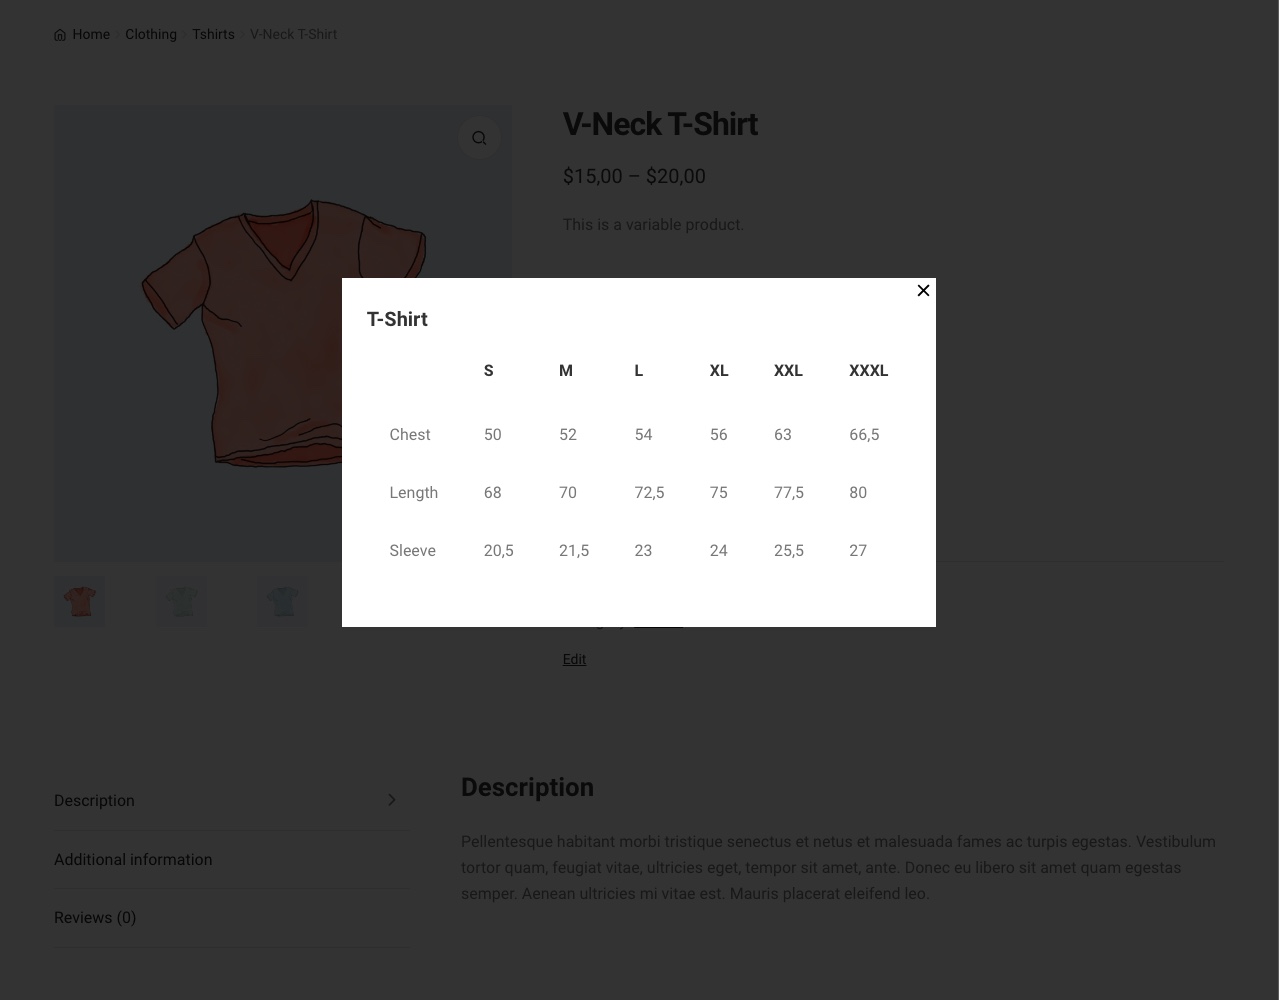 Home Clothing Tshirts V-Neck T-Shirt
V-Neck T-Shirt
$15,00 – $20,00
This is a variable product.
T-Shirt
S M L XL XXL XXXL
Chest 50 52 54 56 63 66,5
Length 68 70 72,5 75 77,5 80
Sleeve 20,5 21,5 23 24 25,5 27
Edit
Description
Additional information
Reviews (0)
Description
Pellentesque habitant morbi tristique senectus et netus et malesuada fames ac turpis egestas. Vestibulum
tortor quam, feugiat vitae, ultricies eget, tempor sit amet, ante. Donec eu libero sit amet quam egestas
semper. Aenean ultricies mi vitae est. Mauris placerat eleifend leo.